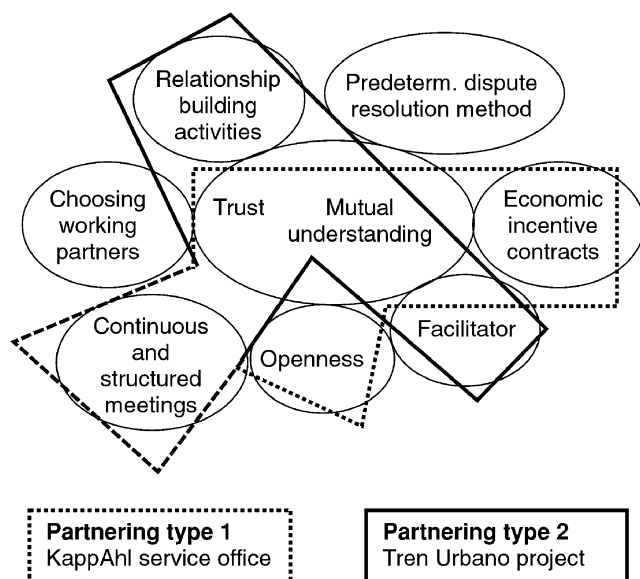 Relationship
building
activities
Predeterm. dispute
resolution method
Choosing
working
partners
Trust
Mutual
understanding
Economic
incentive
contracts
Continuous
and
structured
meetings
Openness
Facilitator
Partnering type 1
KappAhl service office
Partnering type 2
Tren Urbano project